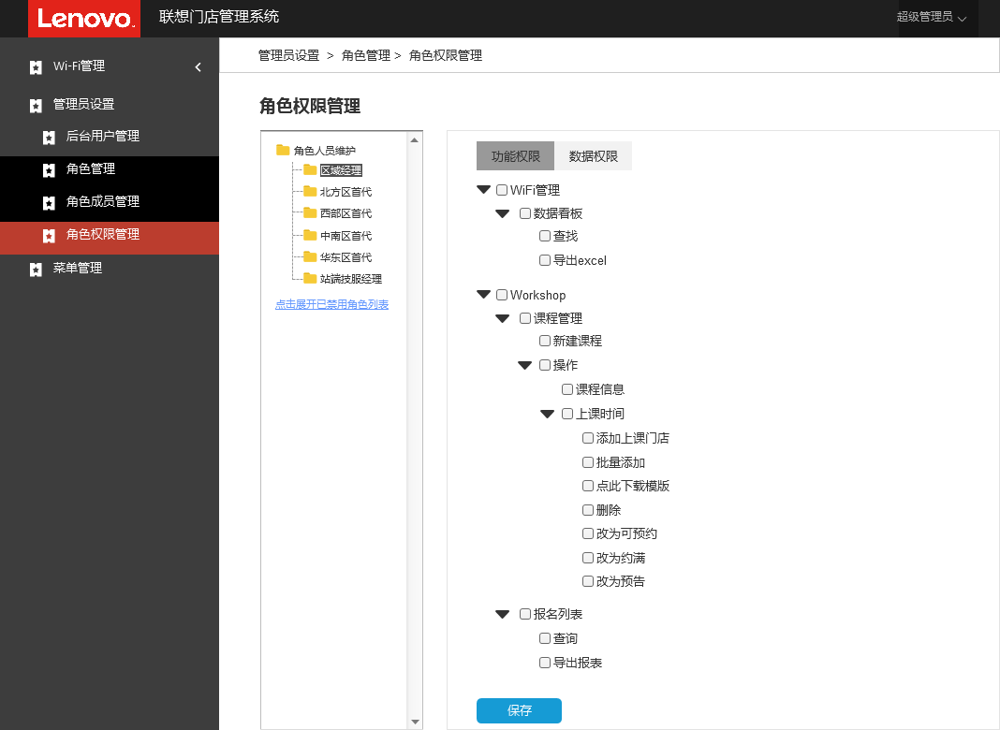 Lenovo 联想门店管理系统 超级管理员
管理员设置 > 角色管理 > 角色权限管理
Wi-Fi管理
管理员设置
后台用户管理
角色管理
角色成员管理
角色权限管理
菜单管理
角色权限管理
角色人员维护
区域经理
北方区首代
西部区首代
中南区首代
华东区首代
站端技服经理
点击展开已禁用角色列表
功能权限 数据权限
WiFi管理
数据看板
查找
导出excel
Workshop
课程管理
新建课程
操作
课程信息
上课时间
添加上课门店
批量添加
点此下载模版
删除
改为可预约
改为约满
改为预告
报名列表
查询
导出报表
保存